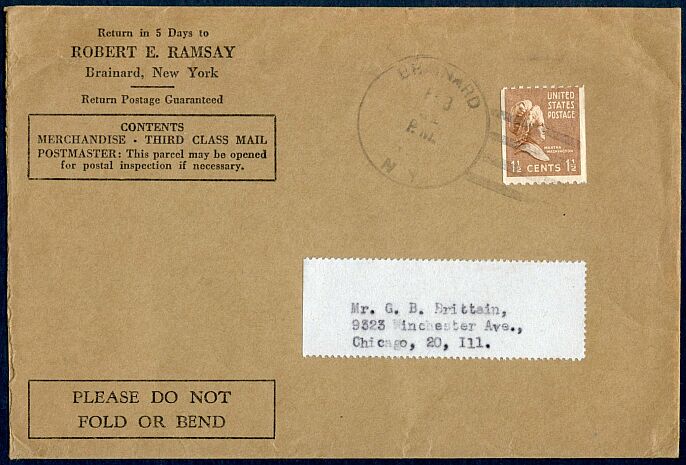 Return in 5 Days to
ROBERT E. RAMSAY
Brainard, New York
Return Postage Guaranteed
CONTENTS
MERCHANDISE - THIRD CLASS MAIL
POSTMASTER: This parcel may be opened
for postal inspection if necessary.
BRAINARD
P.M.
N
UNITED
STATES
POSTAGE
MARTHA
WASHINGTON
1½ CENTS 1½
Mr. G. B. Brittain,
9323 Winchester Ave.,
Chicago, 20, Ill.
PLEASE DO NOT
FOLD OR BEND